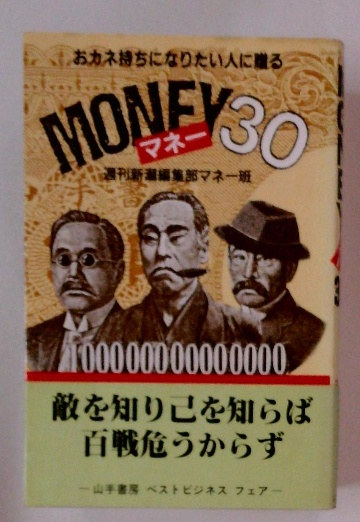 おカネ持ちになりたい人に贈る
MONEY30
マネー
週刊新潮編集部マネー班
1000000000000000
敵を知り己を知らば
百戦危うからず
―山手書房 ベストビジネス フェア―